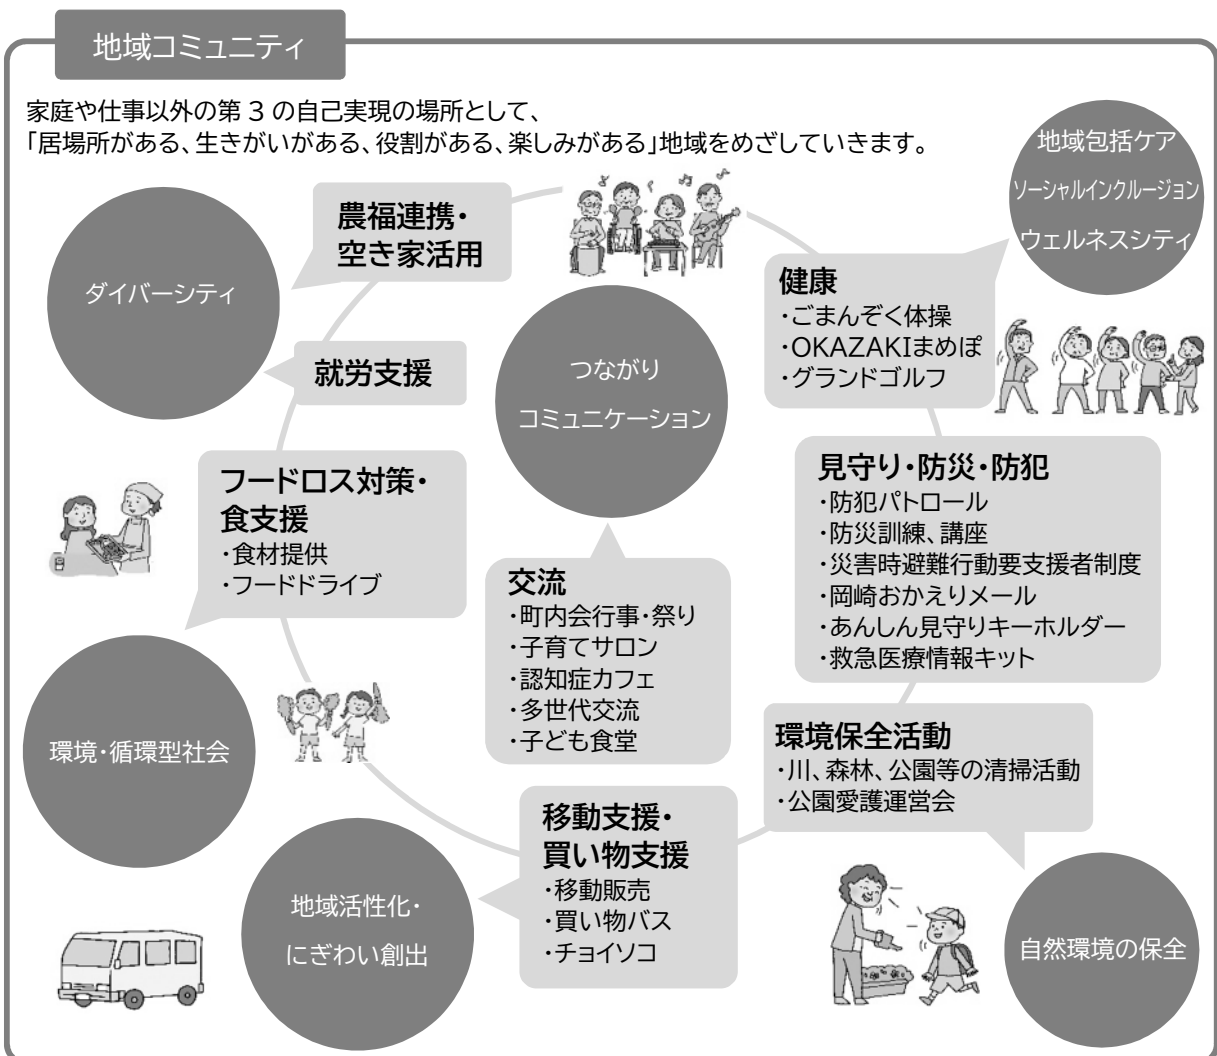 地域コミュニティ
家庭や仕事以外の第3の自己実現の場所として、
「居場所がある、生きがいがある、役割がある、楽しみがある」地域をめざしていきます。
地域包括ケア
ソーシャルインクルージョン
ウェルネスシティ
農福連携・
空き家活用
ダイバーシティ
就労支援
つながり
コミュニケーション
健康
・ごまんぞく体操
・OKAZAKIまめぽ
・グランドゴルフ
フードロス対策・
食支援
・食材提供
・フードドライブ
見守り・防災・防犯
・防犯パトロール
・防災訓練、講座
・災害時避難行動要支援者制度
・岡崎おかえりメール
・あんしん見守りキーホルダー
・救急医療情報キット
交流
・町内会行事・祭り
・子育てサロン
・認知症カフェ
・多世代交流
・子ども食堂
環境・循環型社会
環境保全活動
・川、森林、公園等の清掃活動
・公園愛護運営会
移動支援・
買い物支援
・移動販売
・買い物バス
・チョイソコ
地域活性化・
にぎわい創出
自然環境の保全